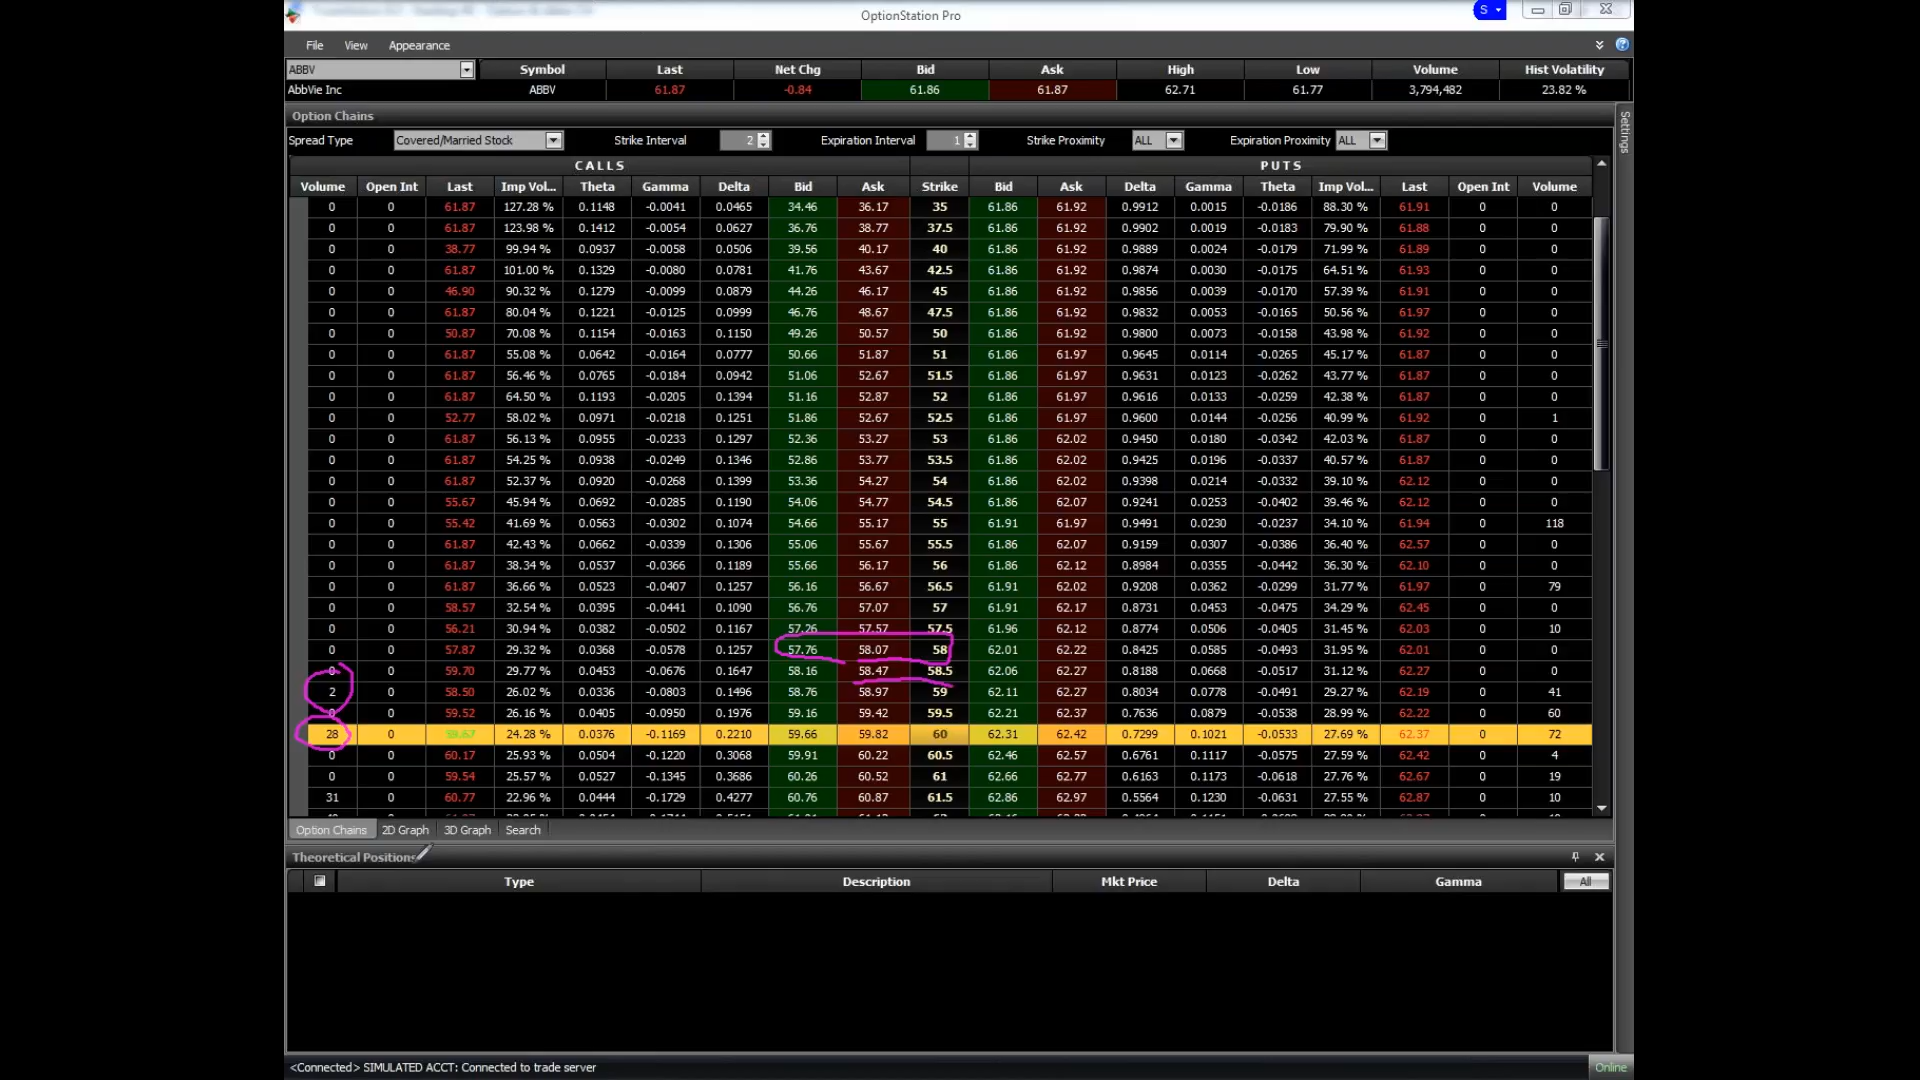 OptionStation Pro
S
File View Appearance
ABBV Symbol Last Net Chg Bid Ask High Low Volume Hist Volatility
AbbVie Inc ABBV 61.87 -0.84 61.86 61.87 62.71 61.77 3,794,482 23.82 %
Option Chains
Settings
Spread Type Covered/Married Stock Strike Interval 2 Expiration Interval 1 Strike Proximity ALL Expiration Proximity ALL
CALLS PUTS
Volume Open Int Last Imp Vol... Theta Gamma Delta Bid Ask Strike Bid Ask Delta Gamma Theta Imp Vol... Last Open Int Volume
0 0 61.87 127.28 % 0.1148 -0.0041 0.0465 34.46 36.17 35 61.86 61.92 0.9912 0.0015 -0.0186 88.30 % 61.91 0 0
0 0 61.87 123.98 % 0.1412 -0.0054 0.0627 36.76 38.77 37.5 61.86 61.92 0.9902 0.0019 -0.0183 79.90 % 61.88 0 0
0 0 38.77 99.94 % 0.0937 -0.0058 0.0506 39.56 40.17 40 61.86 61.92 0.9889 0.0024 -0.0179 71.99 % 61.89 0 0
0 0 61.87 101.00 % 0.1329 -0.0080 0.0781 41.76 43.67 42.5 61.86 61.92 0.9874 0.0030 -0.0175 64.51 % 61.93 0 0
0 0 46.90 90.32 % 0.1279 -0.0099 0.0879 44.26 46.17 45 61.86 61.92 0.9856 0.0039 -0.0170 57.39 % 61.91 0 0
0 0 61.87 80.04 % 0.1221 -0.0125 0.0999 46.76 48.67 47.5 61.86 61.92 0.9832 0.0053 -0.0165 50.56 % 61.97 0 0
0 0 50.87 70.08 % 0.1154 -0.0163 0.1150 49.26 50.57 50 61.86 61.92 0.9800 0.0073 -0.0158 43.98 % 61.92 0 0
0 0 61.87 55.08 % 0.0642 -0.0164 0.0777 50.66 51.87 51 61.86 61.97 0.9645 0.0114 -0.0265 45.17 % 61.87 0 0
0 0 61.87 56.46 % 0.0765 -0.0184 0.0942 51.06 52.67 51.5 61.86 61.97 0.9631 0.0123 -0.0262 43.77 % 61.87 0 0
0 0 61.87 64.50 % 0.1193 -0.0205 0.1394 51.16 52.87 52 61.86 61.97 0.9616 0.0133 -0.0259 42.38 % 61.87 0 0
0 0 52.77 58.02 % 0.0971 -0.0218 0.1251 51.86 52.67 52.5 61.86 61.97 0.9600 0.0144 -0.0256 40.99 % 61.92 0 1
0 0 61.87 56.13 % 0.0955 -0.0233 0.1297 52.36 53.27 53 61.86 62.02 0.9450 0.0180 -0.0342 42.03 % 61.87 0 0
0 0 61.87 54.25 % 0.0938 -0.0249 0.1346 52.86 53.77 53.5 61.86 62.02 0.9425 0.0196 -0.0337 40.57 % 61.87 0 0
0 0 61.87 52.37 % 0.0920 -0.0268 0.1399 53.36 54.27 54 61.86 62.02 0.9398 0.0214 -0.0332 39.10 % 62.12 0 0
0 0 55.67 45.94 % 0.0692 -0.0285 0.1190 54.06 54.77 54.5 61.86 62.07 0.9241 0.0253 -0.0402 39.46 % 62.12 0 0
0 0 55.42 41.69 % 0.0563 -0.0302 0.1074 54.66 55.17 55 61.91 61.97 0.9491 0.0230 -0.0237 34.10 % 61.94 0 118
0 0 61.87 42.43 % 0.0662 -0.0339 0.1306 55.06 55.67 55.5 61.86 62.07 0.9159 0.0307 -0.0386 36.40 % 62.57 0 0
0 0 61.87 38.34 % 0.0537 -0.0366 0.1189 55.66 56.17 56 61.86 62.12 0.8984 0.0355 -0.0442 36.30 % 62.10 0 0
0 0 61.87 36.66 % 0.0523 -0.0407 0.1257 56.16 56.67 56.5 61.91 62.02 0.9208 0.0362 -0.0299 31.77 % 61.97 0 79
0 0 58.57 32.54 % 0.0395 -0.0441 0.1090 56.76 57.07 57 61.91 62.17 0.8731 0.0453 -0.0475 34.29 % 62.45 0 0
0 0 56.21 30.94 % 0.0382 -0.0502 0.1167 57.26 57.57 57.5 61.96 62.12 0.8774 0.0506 -0.0405 31.45 % 62.03 0 10
0 0 57.87 29.32 % 0.0368 -0.0578 0.1257 57.76 58.07 58 62.01 62.22 0.8425 0.0585 -0.0493 31.95 % 62.01 0 0
0 0 59.70 29.77 % 0.0453 -0.0676 0.1647 58.16 58.47 58.5 62.06 62.27 0.8188 0.0668 -0.0517 31.12 % 62.27 0 0
2 0 58.50 26.02 % 0.0336 -0.0803 0.1496 58.76 58.97 59 62.11 62.27 0.8034 0.0778 -0.0491 29.27 % 62.19 0 41
0 0 59.52 26.16 % 0.0405 -0.0950 0.1976 59.16 59.42 59.5 62.21 62.37 0.7636 0.0879 -0.0538 28.99 % 62.22 0 60
28 0 59.67 24.28 % 0.0376 -0.1169 0.2210 59.66 59.82 60 62.31 62.42 0.7299 0.1021 -0.0533 27.69 % 62.37 0 72
0 0 60.17 25.93 % 0.0504 -0.1220 0.3068 59.91 60.22 60.5 62.46 62.57 0.6761 0.1117 -0.0575 27.59 % 62.42 0 4
0 0 59.54 25.57 % 0.0527 -0.1345 0.3686 60.26 60.52 61 62.66 62.77 0.6163 0.1173 -0.0618 27.76 % 62.67 0 19
31 0 60.77 22.96 % 0.0444 -0.1729 0.4277 60.76 60.87 61.5 62.86 62.97 0.5564 0.1230 -0.0631 27.55 % 62.87 0 10
Option Chains 2D Graph 3D Graph Search
Theoretical Positions
Type Description Mkt Price Delta Gamma All
<Connected> SIMULATED ACCT: Connected to trade server Online